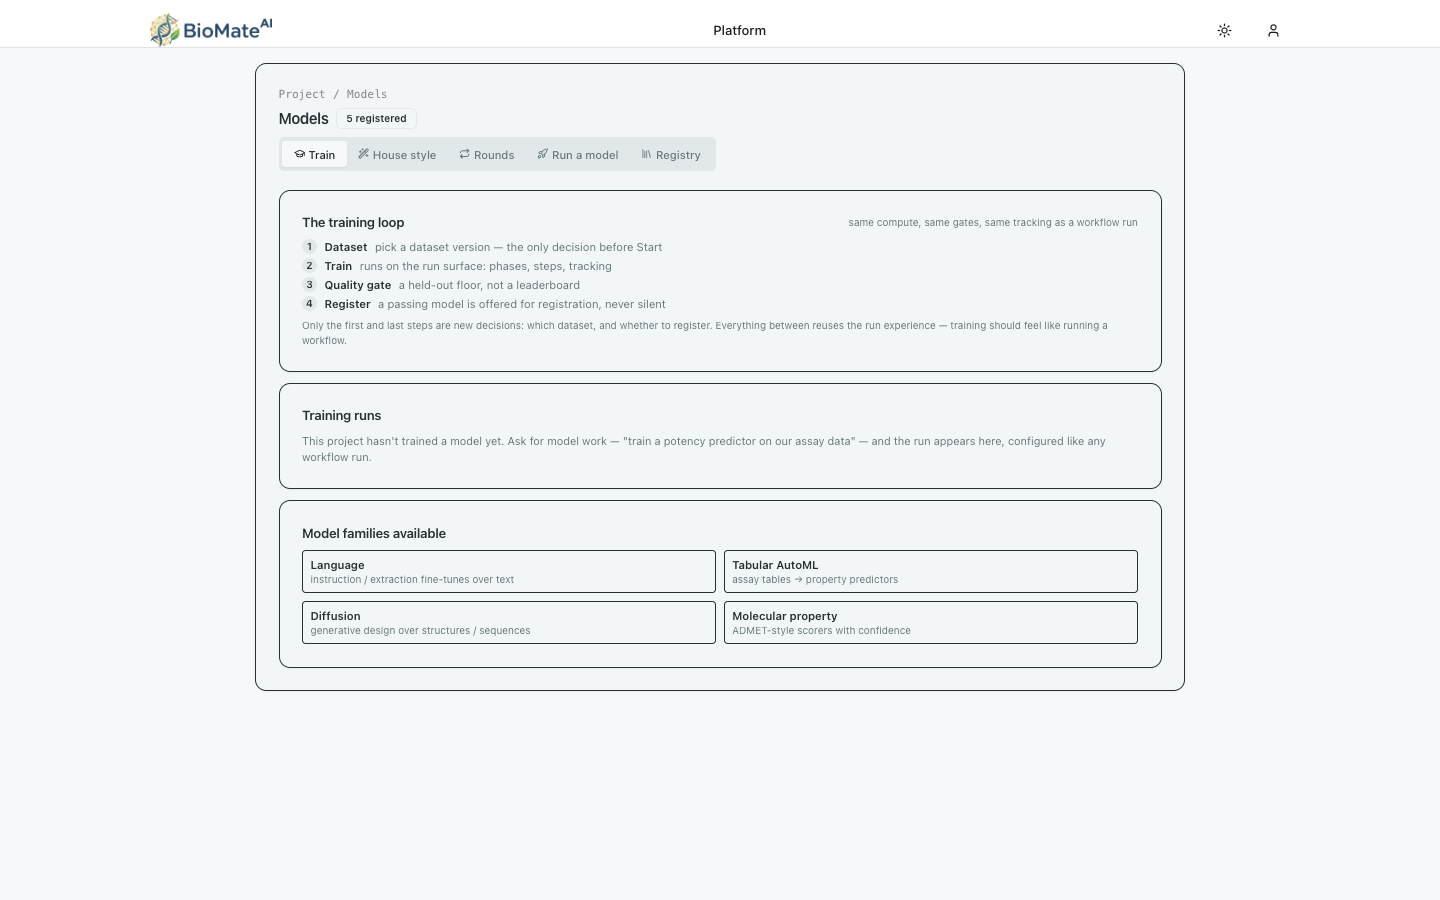 BioMate AI
Platform
Project / Models
Models 5 registered
Train House style Rounds Run a model Registry
The training loop same compute, same gates, same tracking as a workflow run
1 Dataset pick a dataset version — the only decision before Start
2 Train runs on the run surface: phases, steps, tracking
3 Quality gate a held-out floor, not a leaderboard
4 Register a passing model is offered for registration, never silent
Only the first and last steps are new decisions: which dataset, and whether to register. Everything between reuses the run experience — training should feel like running a
workflow.
Training runs
This project hasn't trained a model yet. Ask for model work — "train a potency predictor on our assay data" — and the run appears here, configured like any
workflow run.
Model families available
Language
instruction / extraction fine-tunes over text
Tabular AutoML
assay tables → property predictors
Diffusion
generative design over structures / sequences
Molecular property
ADMET-style scorers with confidence